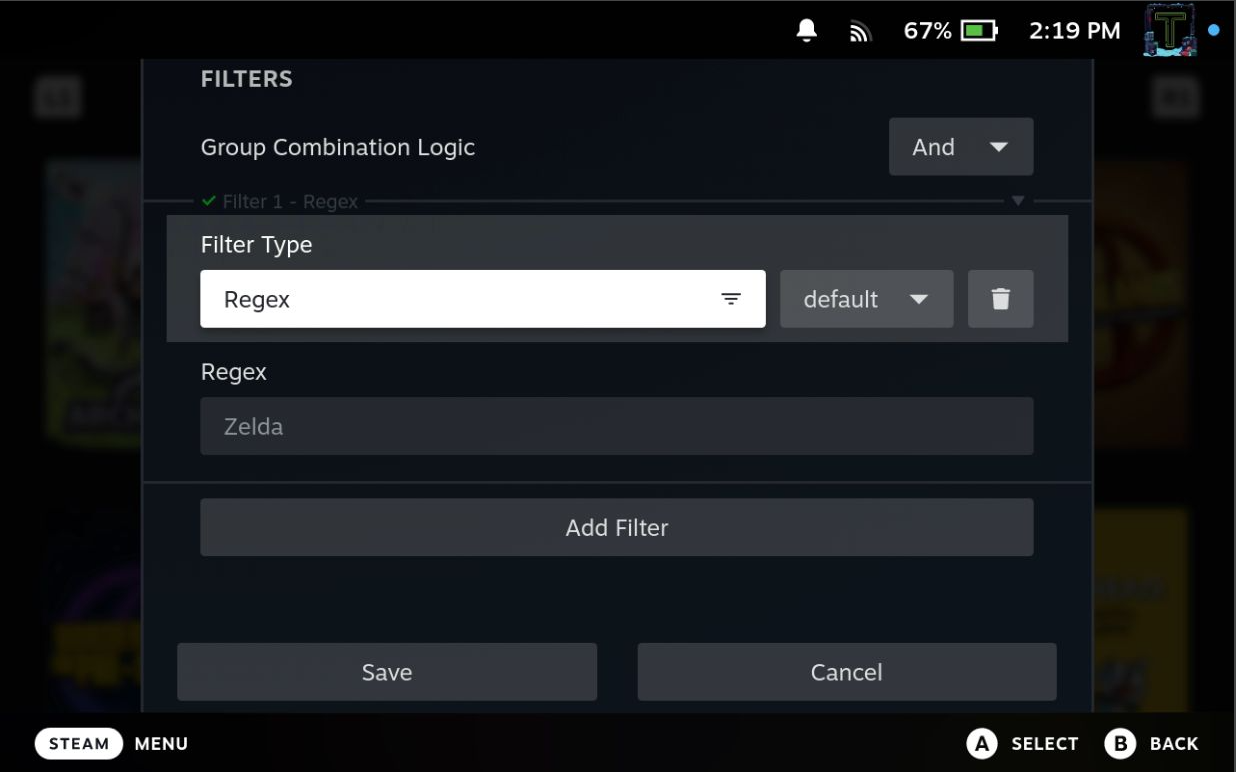 67% 2:19 PM
FILTERS
Group Combination Logic And
Filter 1 - Regex
Filter Type
Regex default
Regex
Zelda
Add Filter
Save Cancel
STEAM MENU A SELECT B BACK